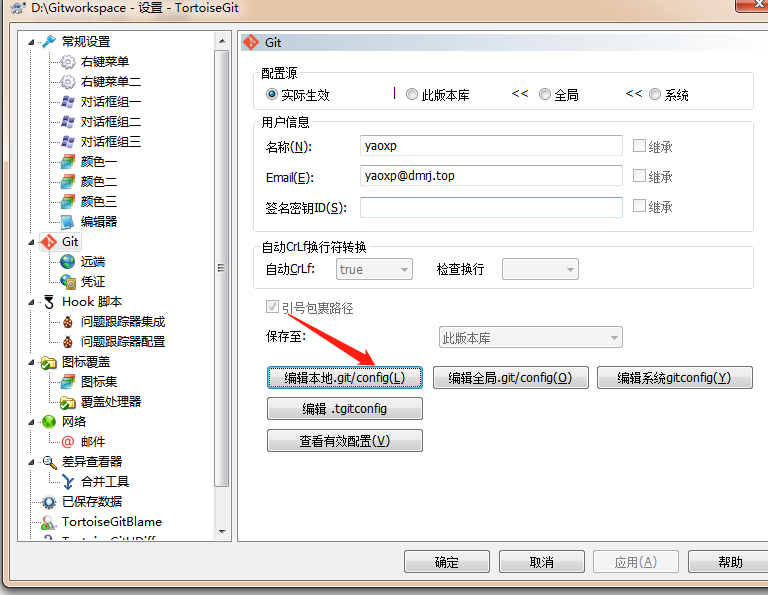 D:\Gitworkspace - 设置 - TortoiseGit
常规设置
右键菜单
右键菜单二
对话框组一
对话框组二
对话框组三
颜色一
颜色二
颜色三
编辑器
Git
远端
凭证
Hook 脚本
问题跟踪器集成
问题跟踪器配置
图标覆盖
图标集
覆盖处理器
网络
邮件
差异查看器
合并工具
已保存数据
TortoiseGitBlame
Git
配置源
实际生效 | 此版本库 << 全局 << 系统
用户信息
名称(N): yaoxp 继承
Email(E): yaoxp@dmrj.top 继承
签名密钥ID(S): 继承
自动CrLf换行符转换
自动CrLf: true 检查换行
引号包裹路径
保存至: 此版本库
编辑本地.git/config(L) 编辑全局.git/config(O) 编辑系统gitconfig(Y)
编辑 .tgitconfig
查看有效配置(V)
确定 取消 应用(A) 帮助